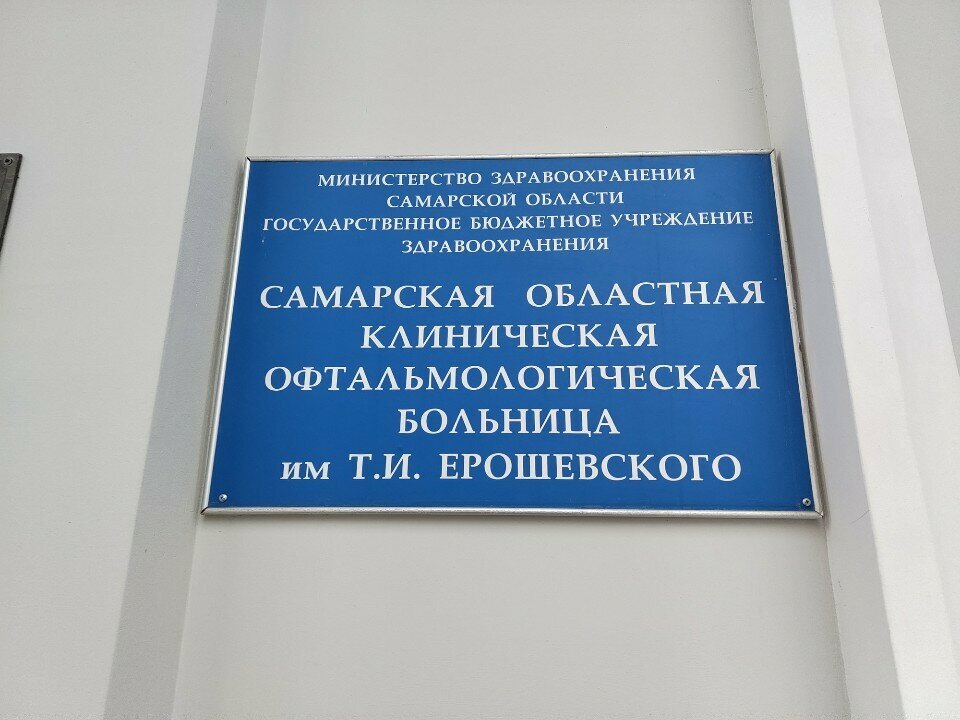 МИНИСТЕРСТВО ЗДРАВООХРАНЕНИЯ
САМАРСКОЙ ОБЛАСТИ
ГОСУДАРСТВЕННОЕ БЮДЖЕТНОЕ УЧРЕЖДЕНИЕ
ЗДРАВООХРАНЕНИЯ
САМАРСКАЯ ОБЛАСТНАЯ
КЛИНИЧЕСКАЯ
ОФТАЛЬМОЛОГИЧЕСКАЯ
БОЛЬНИЦА
им Т.И. ЕРОШЕВСКОГО